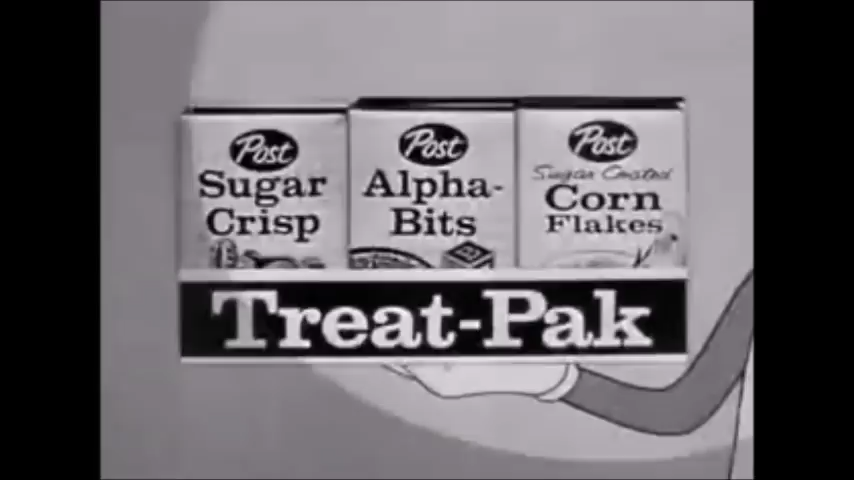 Post
Sugar
Crisp
Post
Alpha-
Bits
Post
Sugar Coated
Corn
Flakes
Treat-Pak